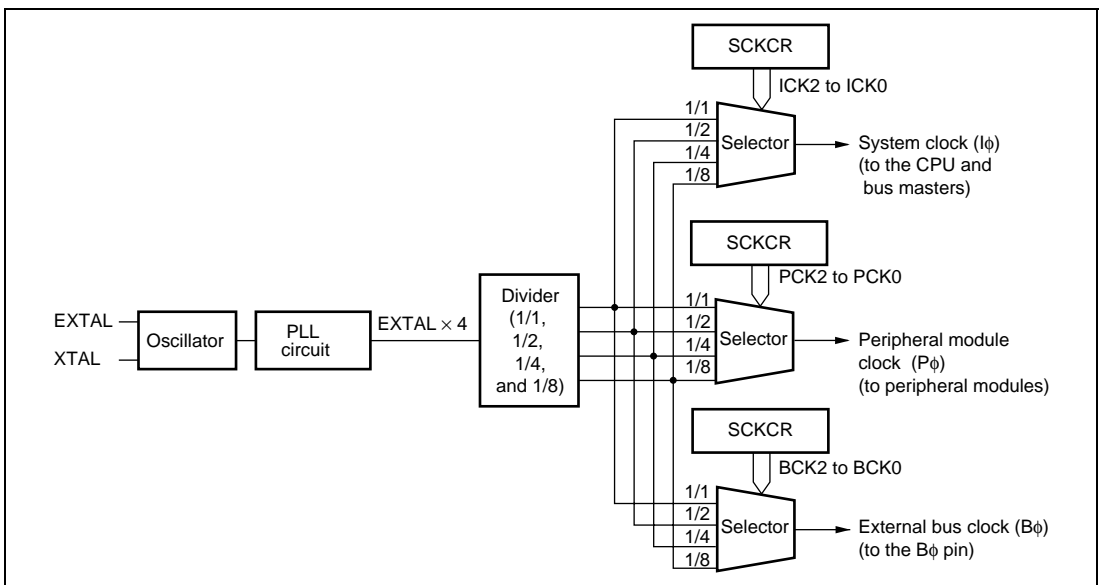 SCKCR
ICK2 to ICK0
1/1
1/2
1/4
1/8
Selector
System clock (Iϕ)
(to the CPU and
bus masters)
SCKCR
PCK2 to PCK0
EXTAL
XTAL
Oscillator
PLL
circuit
EXTAL × 4
Divider
(1/1,
1/2,
1/4,
and 1/8)
1/1
1/2
1/4
1/8
Selector
Peripheral module
clock (Pϕ)
(to peripheral modules)
SCKCR
BCK2 to BCK0
1/1
1/2
1/4
1/8
Selector
External bus clock (Bϕ)
(to the Bϕ pin)